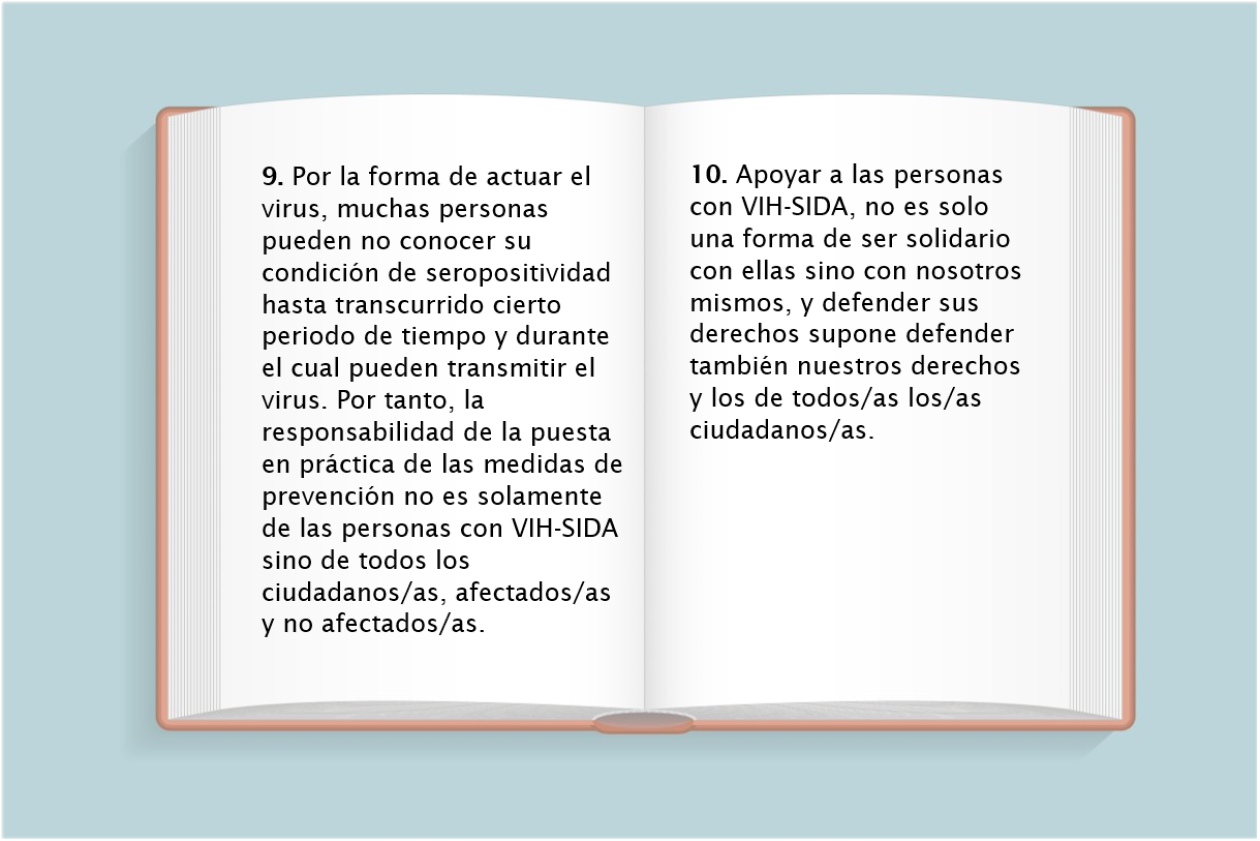 9. Por la forma de actuar el
virus, muchas personas
pueden no conocer su
condición de seropositividad
hasta transcurrido cierto
periodo de tiempo y durante
el cual pueden transmitir el
virus. Por tanto, la
responsabilidad de la puesta
en práctica de las medidas de
prevención no es solamente
de las personas con VIH-SIDA
sino de todos los
ciudadanos/as, afectados/as
y no afectados/as.
10. Apoyar a las personas
con VIH-SIDA, no es solo
una forma de ser solidario
con ellas sino con nosotros
mismos, y defender sus
derechos supone defender
también nuestros derechos
y los de todos/as los/as
ciudadanos/as.